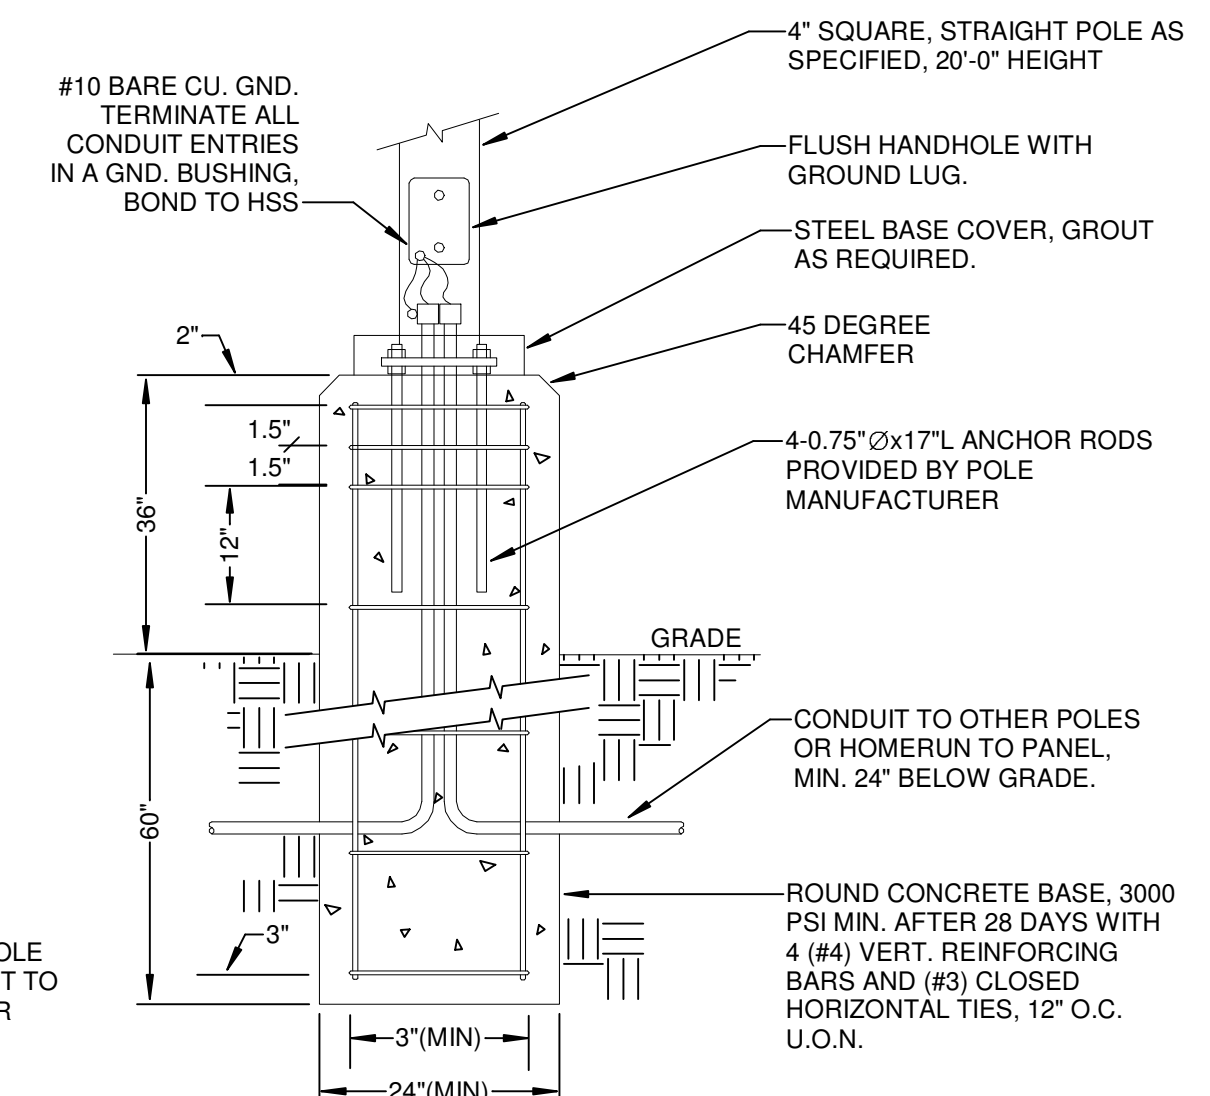 4" SQUARE, STRAIGHT POLE AS
SPECIFIED, 20'-0" HEIGHT
#10 BARE CU. GND.
TERMINATE ALL
CONDUIT ENTRIES
IN A GND. BUSHING,
BOND TO HSS
FLUSH HANDHOLE WITH
GROUND LUG.
STEEL BASE COVER, GROUT
AS REQUIRED.
45 DEGREE
CHAMFER
2"
1.5"
1.5"
36"
12"
4-0.75"∅x17"L ANCHOR RODS
PROVIDED BY POLE
MANUFACTURER
GRADE
CONDUIT TO OTHER POLES
OR HOMERUN TO PANEL,
MIN. 24" BELOW GRADE.
60"
ROUND CONCRETE BASE, 3000
PSI MIN. AFTER 28 DAYS WITH
4 (#4) VERT. REINFORCING
BARS AND (#3) CLOSED
HORIZONTAL TIES, 12" O.C.
U.O.N.
3"
OLE
T TO
R
3"(MIN)
24"(MIN)